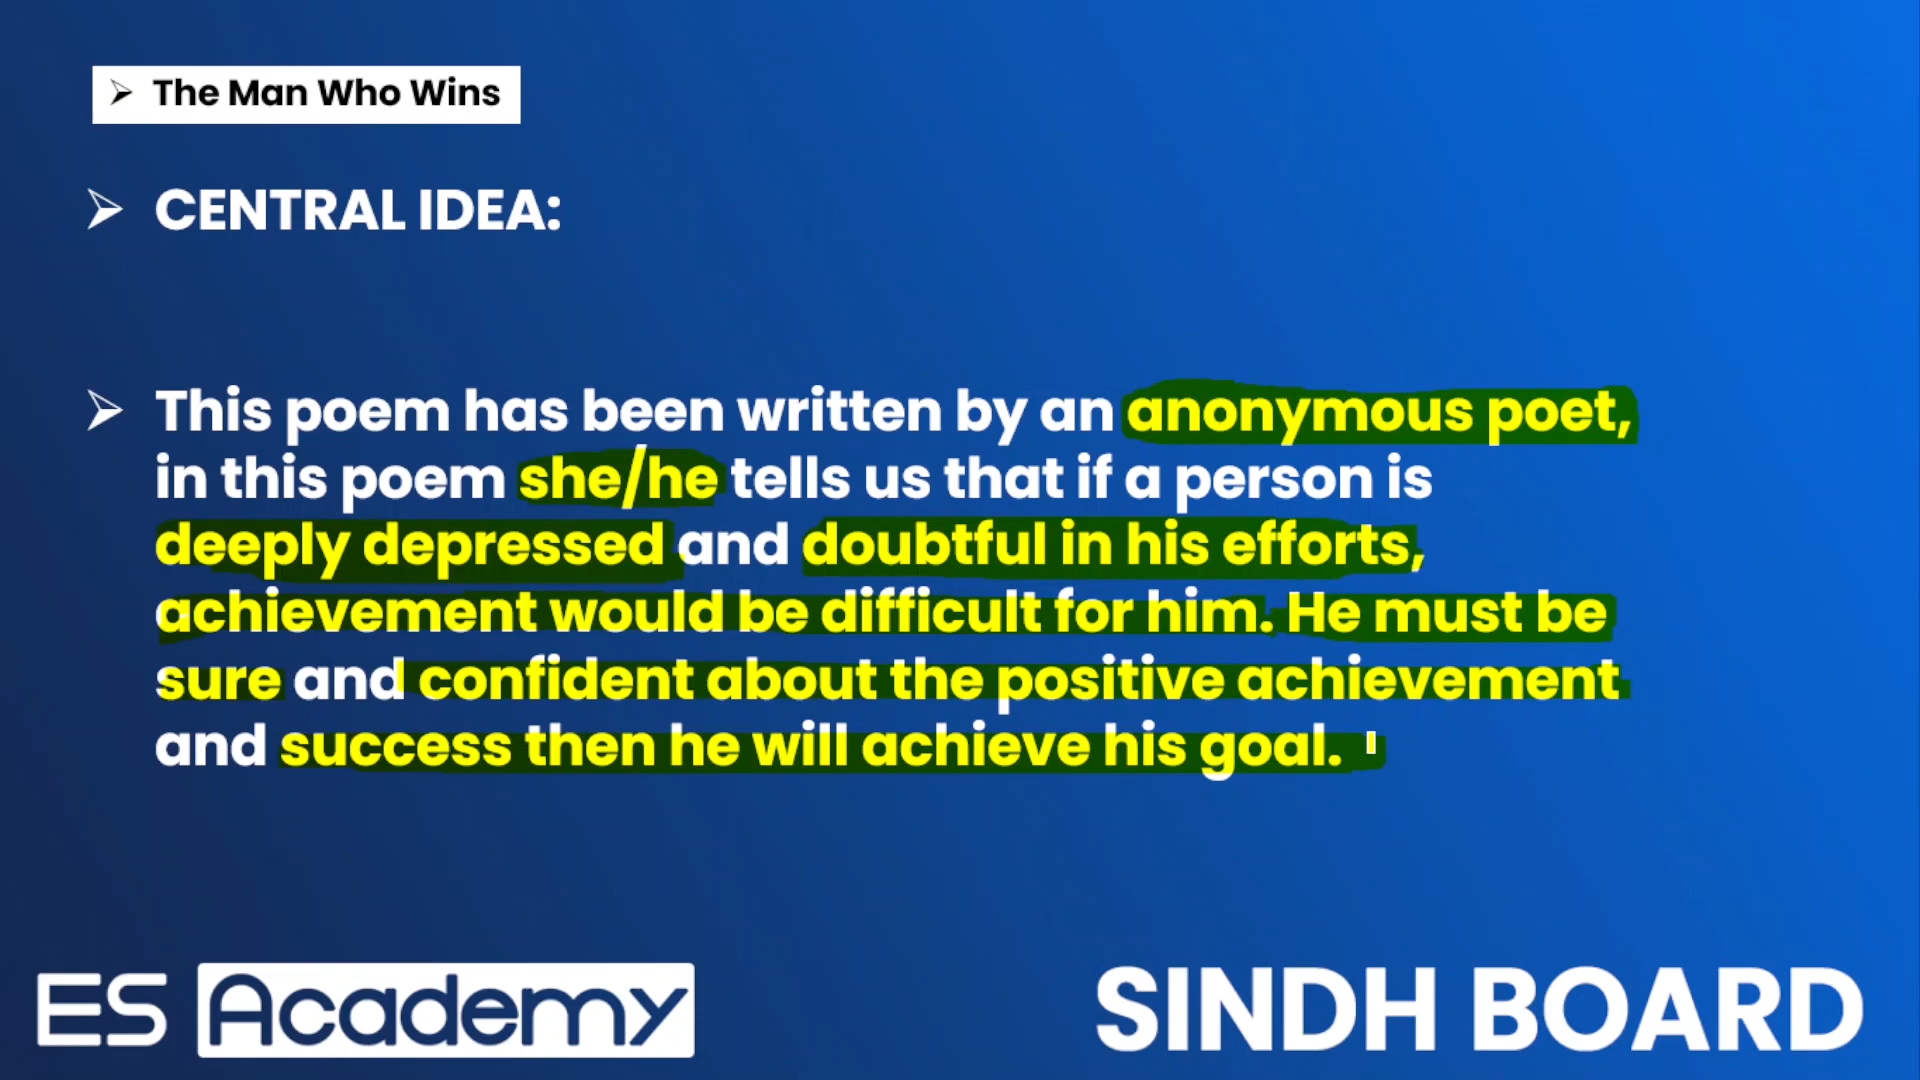 The Man Who Wins
CENTRAL IDEA:
This poem has been written by an anonymous poet,
in this poem she/he tells us that if a person is
deeply depressed and doubtful in his efforts,
achievement would be difficult for him. He must be
sure and confident about the positive achievement
and success then he will achieve his goal.
ES Academy
SINDH BOARD